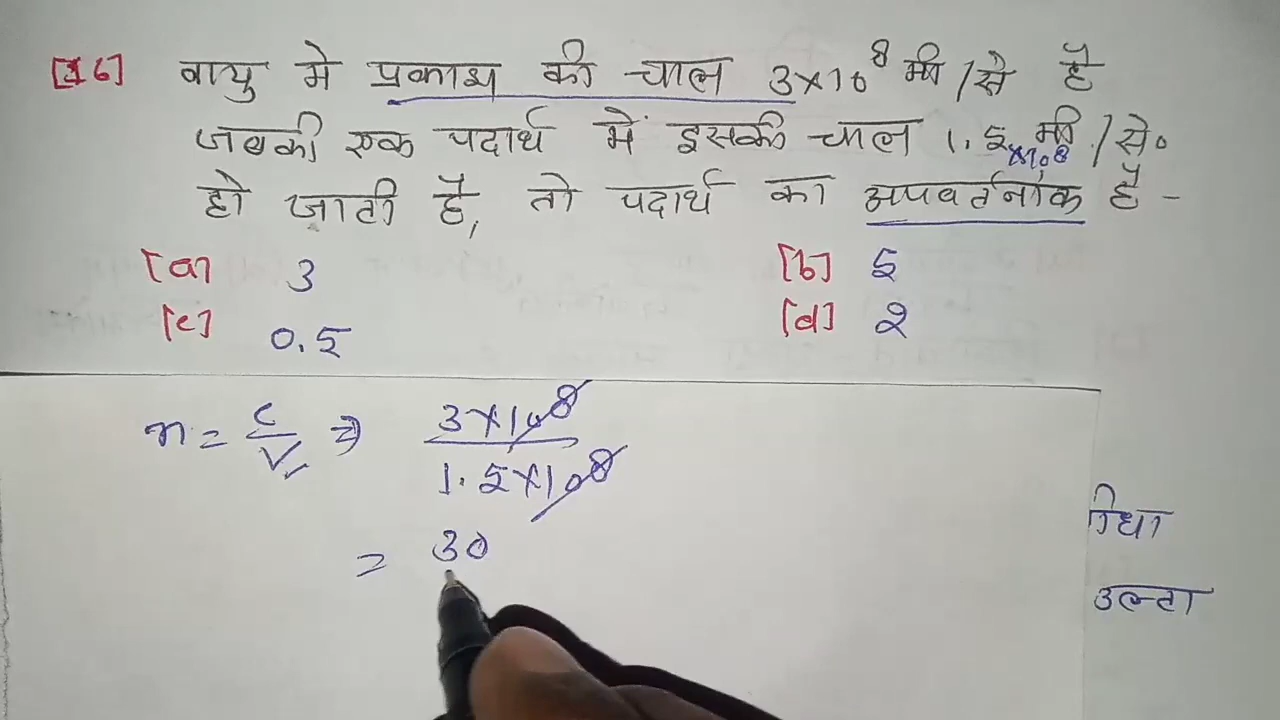 [16] वायु मे प्रकाश की चाल 3×10⁸ मी/से है
जबकी एक पदार्थ में इसकी चाल 1.5×10⁸ मी/से॰
हो जाती है, तो पदार्थ का अपवर्तनांक है -
[a] 3 [b] 5
[c] 0.5 [d] 2
n = c/v ⇒ 3×10⁸/1.5×10⁸
= 30
उल्टा